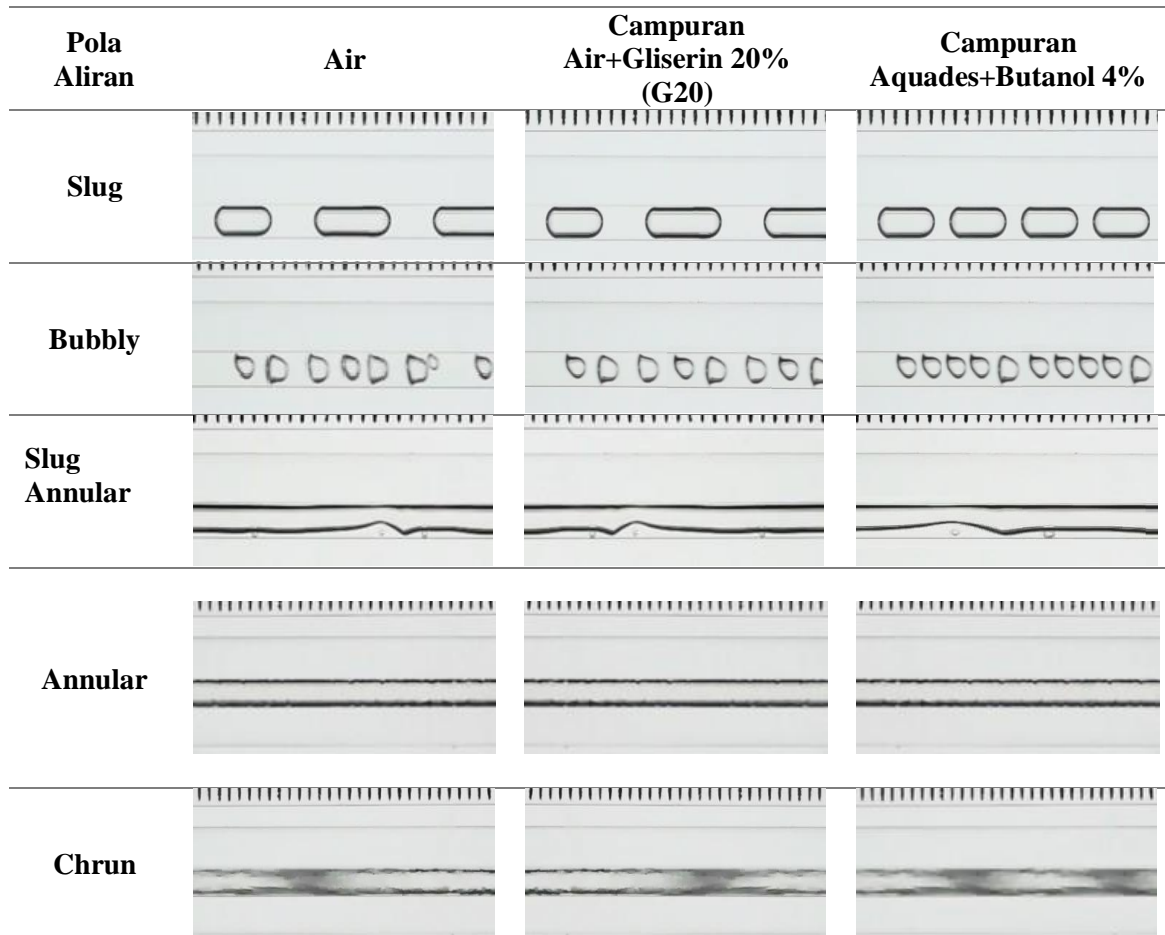 Pola
Aliran
Air
Campuran
Air+Gliserin 20%
(G20)
Campuran
Aquades+Butanol 4%
Slug
Bubbly
Slug
Annular
Annular
Chrun